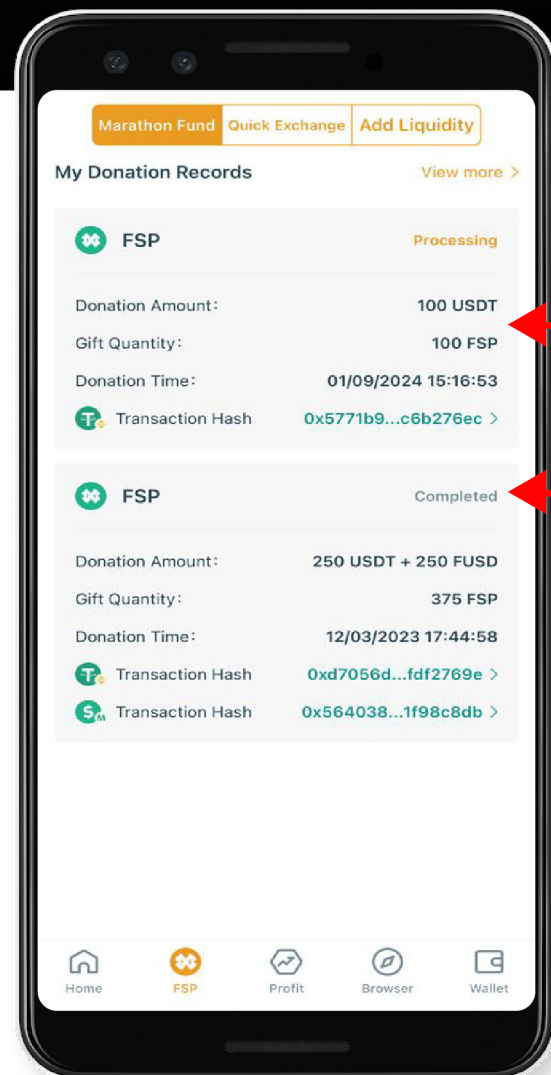 Marathon Fund Quick Exchange Add Liquidity
My Donation Records View more >
FSP Processing
Donation Amount: 100 USDT
Gift Quantity: 100 FSP
Donation Time: 01/09/2024 15:16:53
Transaction Hash 0x5771b9...c6b276ec >
FSP Completed
Donation Amount: 250 USDT + 250 FUSD
Gift Quantity: 375 FSP
Donation Time: 12/03/2023 17:44:58
Transaction Hash 0xd7056d...fdf2769e >
Transaction Hash 0x564038...1f98c8db >
Home FSP Profit Browser Wallet